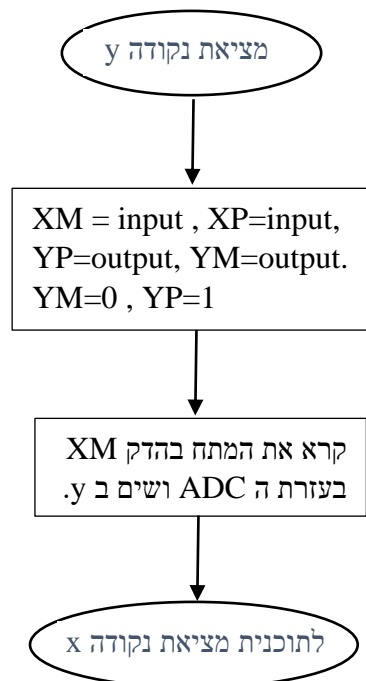 מציאת נקודה y
XM = input , XP=input,
YP=output, YM=output.
YM=0 , YP=1
קרא את המתח בהדק XM
בעזרת ה ADC ושים ב y.
לתוכנית מציאת נקודה x